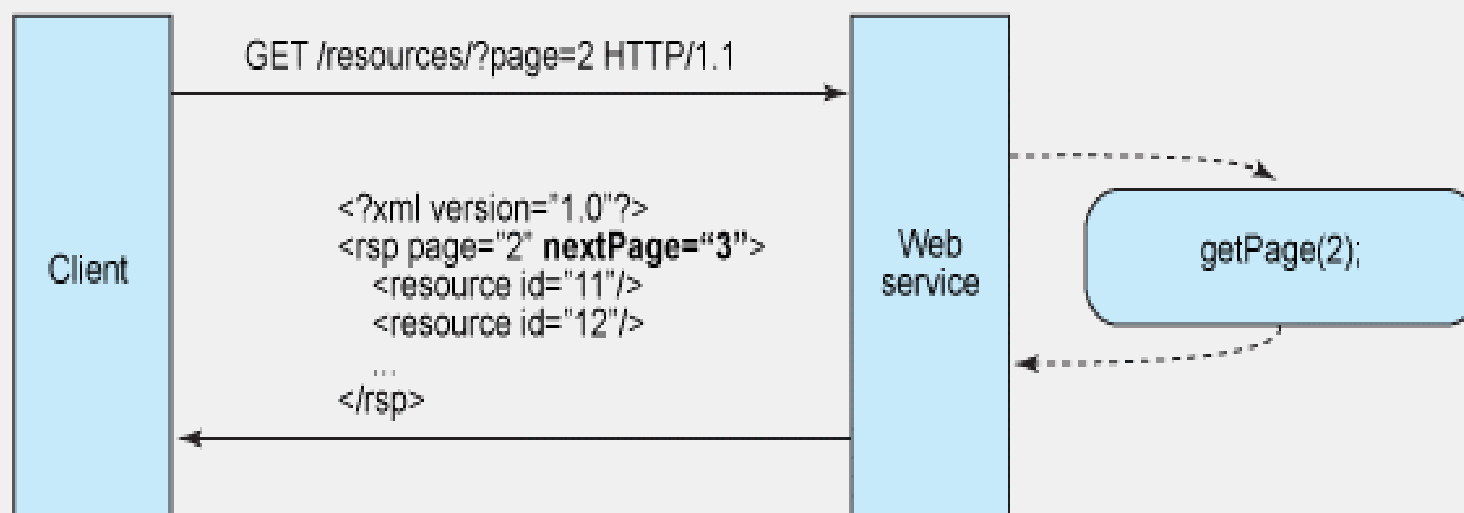 GET /resources/?page=2 HTTP/1.1
<?xml version="1.0"?>
<rsp page="2" nextPage=“3”>
<resource id="11"/>
<resource id="12"/>
...
</rsp>
Client
Web
service
getPage(2);